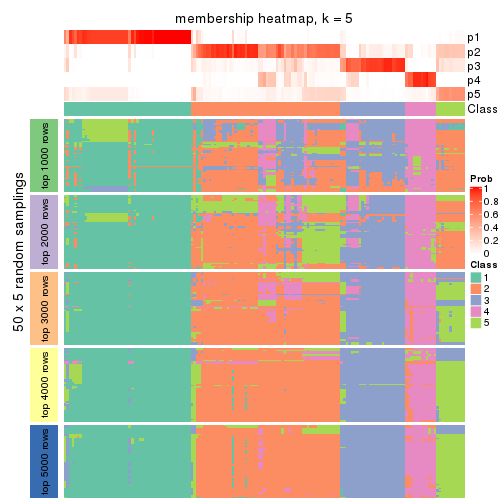 membership heatmap, k = 5
p1
p2
p3
p4
p5
Class
50 x 5 random samplings
top 1000 rows
top 2000 rows
top 3000 rows
top 4000 rows
top 5000 rows
Prob
1
0.8
0.6
0.4
0.2
0
Class
1
2
3
4
5